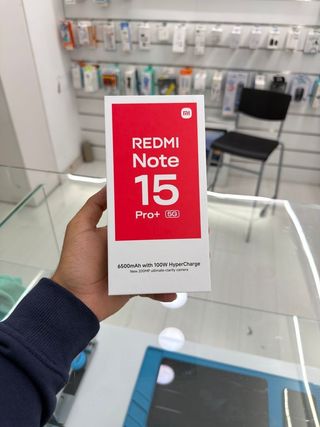 mi
REDMI
Note
15
Pro+ 5G
6500mAh with 100W HyperCharge
New 200MP ultimate-clarity camera